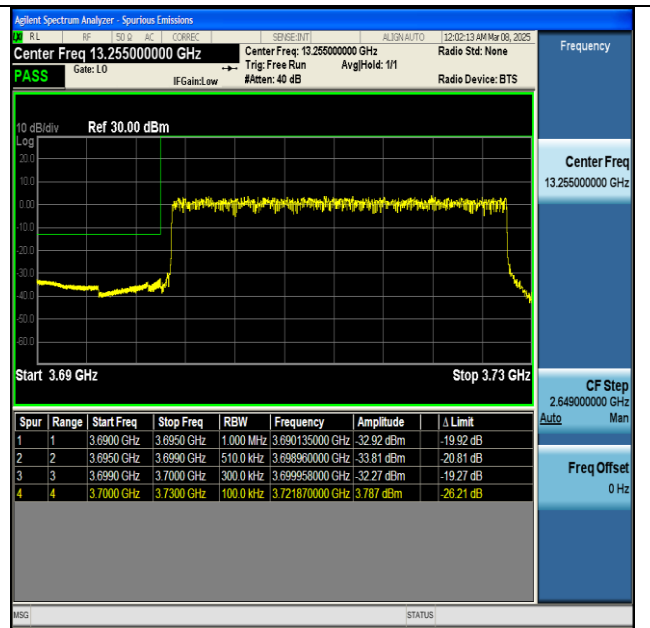 Agilent Spectrum Analyzer - Spurious Emissions
LXI RL RF 50 Ω AC CORREC SENSE:INT ALIGN AUTO 12:02:13 AM Mar 08, 2025
Center Freq 13.255000000 GHz
Center Freq: 13.255000000 GHz
Radio Std: None
PASS
Gate: LO
Trig: Free Run Avg|Hold: 1/1
IFGain:Low
#Atten: 40 dB
Radio Device: BTS
10 dB/div Ref 30.00 dBm
Log
20.0
10.0
0.00
-10.0
-20.0
-30.0
-40.0
-50.0
-60.0
Start 3.69 GHz Stop 3.73 GHz
Spur Range Start Freq Stop Freq RBW Frequency Amplitude Δ Limit
1 1 3.6900 GHz 3.6950 GHz 1.000 MHz 3.690135000 GHz -32.92 dBm -19.92 dB
2 2 3.6950 GHz 3.6990 GHz 510.0 kHz 3.698960000 GHz -33.81 dBm -20.81 dB
3 3 3.6990 GHz 3.7000 GHz 300.0 kHz 3.699958000 GHz -32.27 dBm -19.27 dB
4 4 3.7000 GHz 3.7300 GHz 100.0 kHz 3.721870000 GHz 3.787 dBm -26.21 dB
Frequency
Center Freq
13.255000000 GHz
CF Step
2.649000000 GHz
Auto Man
Freq Offset
0 Hz
MSG STATUS